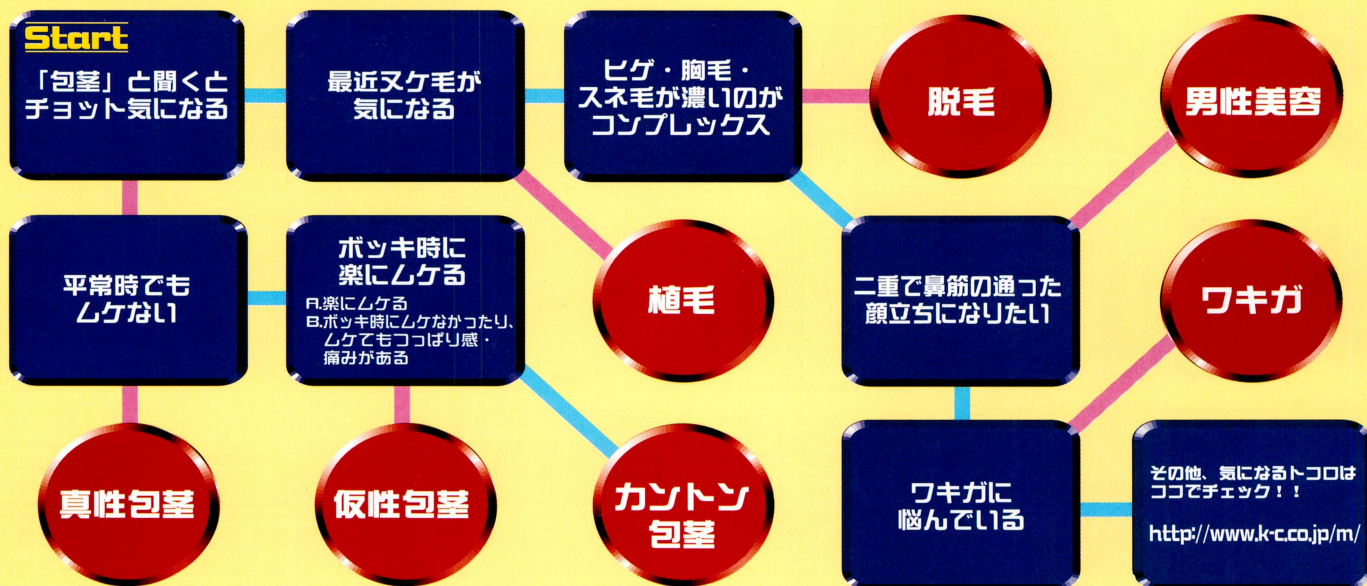 Start
「包茎」と聞くと
チョット気になる
最近ヌケ毛が
気になる
ヒゲ・胸毛・
スネ毛が濃いのが
コンプレックス
脱毛
男性美容
平常時でも
ムケない
ボッキ時に
楽にムケる
A.楽にムケる
B.ボッキ時にムケなかったり、
ムケてもつっぱり感・
痛みがある
植毛
二重で鼻筋の通った
顔立ちになりたい
ワキガ
真性包茎
仮性包茎
カントン
包茎
ワキガに
悩んでいる
その他、気になるトコロは
ココでチェック！！
http://www.k-c.co.jp/m/